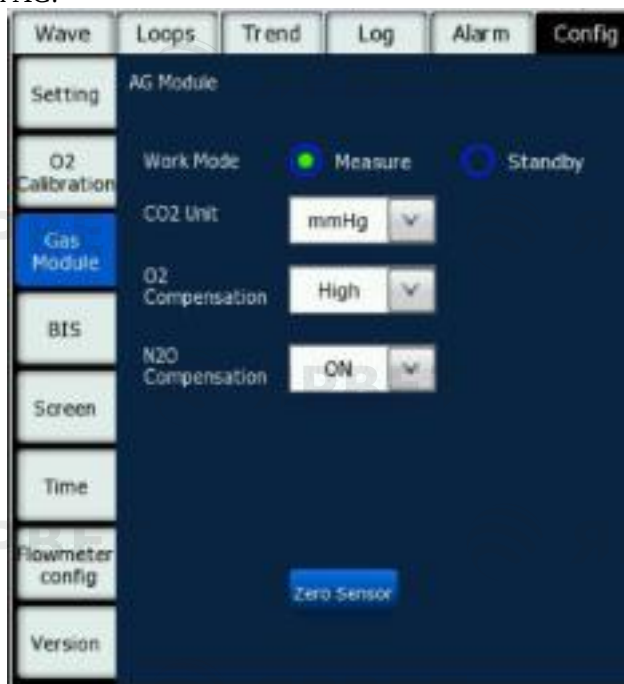 Wave Loops Trend Log Alarm Config
Setting
AG Module
O2
Calibration
Work Mode Measure Standby
Gas
Module
CO2 Unit mmHg
O2
Compensation High
BIS
N2O
Compensation ON
Screen
Time
Flowmeter
config
Zero Sensor
Version